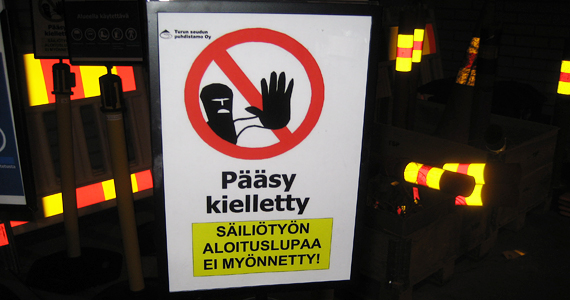 Turun seudun
puhdistamo Oy
Pääsy
kielletty
SÄILIÖTYÖN
ALOITUSLUPAA
EI MYÖNNETTY!